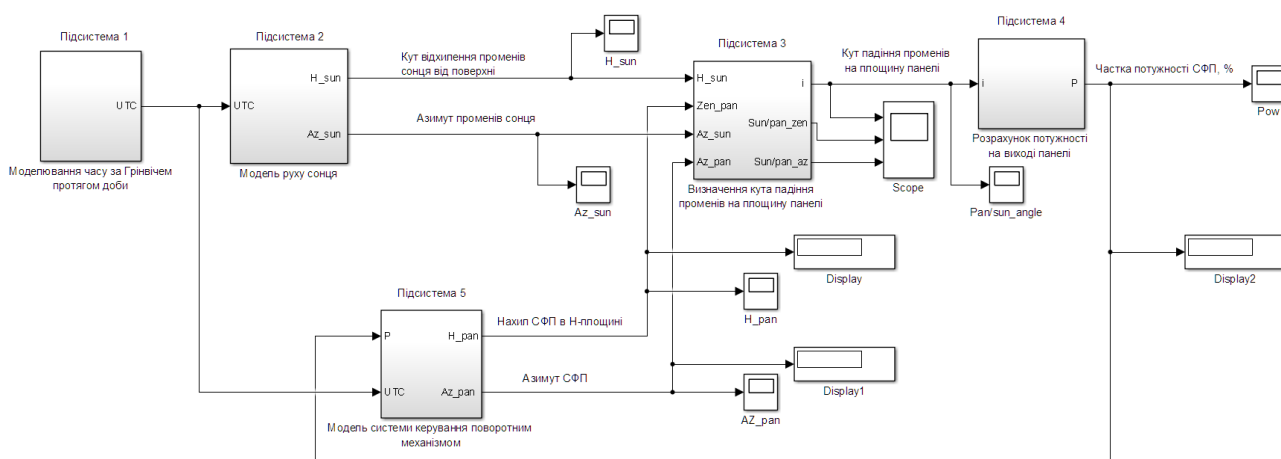 Підсистема 1
UTC
Моделювання часу за Грінвічем
протягом доби
Підсистема 2
UTC
H_sun
Az_sun
Модель руху сонця
Кут відхилення променів
сонця від поверхні
H_sun
Азимут променів сонця
Az_sun
Підсистема 3
H_sun
Zen_pan
Az_sun
Az_pan
i
Sun/pan_zen
Sun/pan_az
Визначення кута падіння
променів на площину панелі
Кут падіння променів
на площину панелі
Scope
Підсистема 4
i
P
Розрахунок потужності
на виході панелі
Pan/sun_angle
Частка потужності СФП, %
Pow
Display
Display2
H_pan
Підсистема 5
P
UTC
H_pan
Az_pan
Модель системи керування поворотним
механізмом
Нахил СФП в Н-площині
Азимут СФП
Display1
AZ_pan